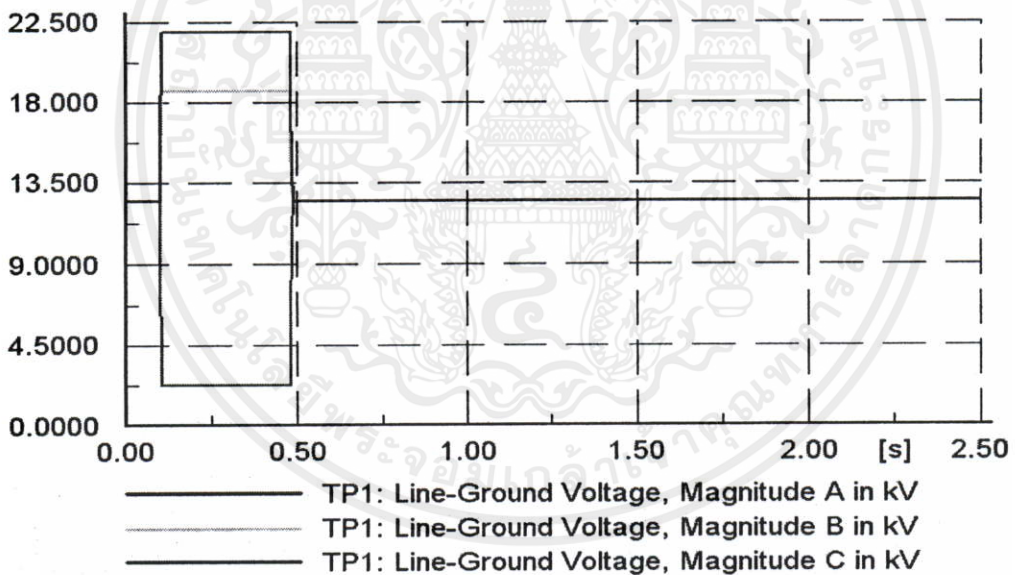 22.500
18.000
13.500
9.0000
4.5000
0.0000
0.00 0.50 1.00 1.50 2.00 [s] 2.50
TP1: Line-Ground Voltage, Magnitude A in kV
TP1: Line-Ground Voltage, Magnitude B in kV
TP1: Line-Ground Voltage, Magnitude C in kV